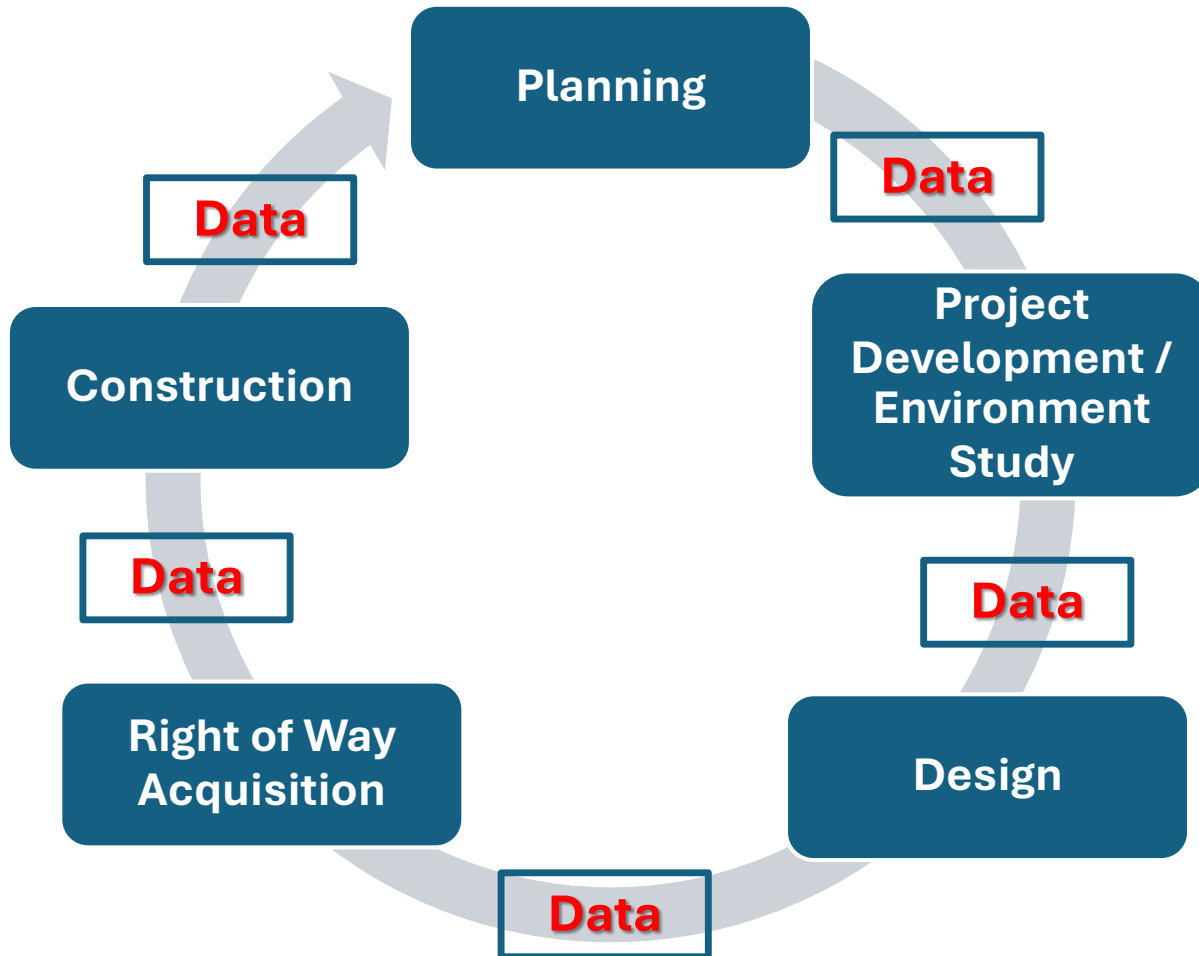 Planning
Data
Project
Development /
Environment
Study
Data
Design
Data
Right of Way
Acquisition
Data
Construction
Data